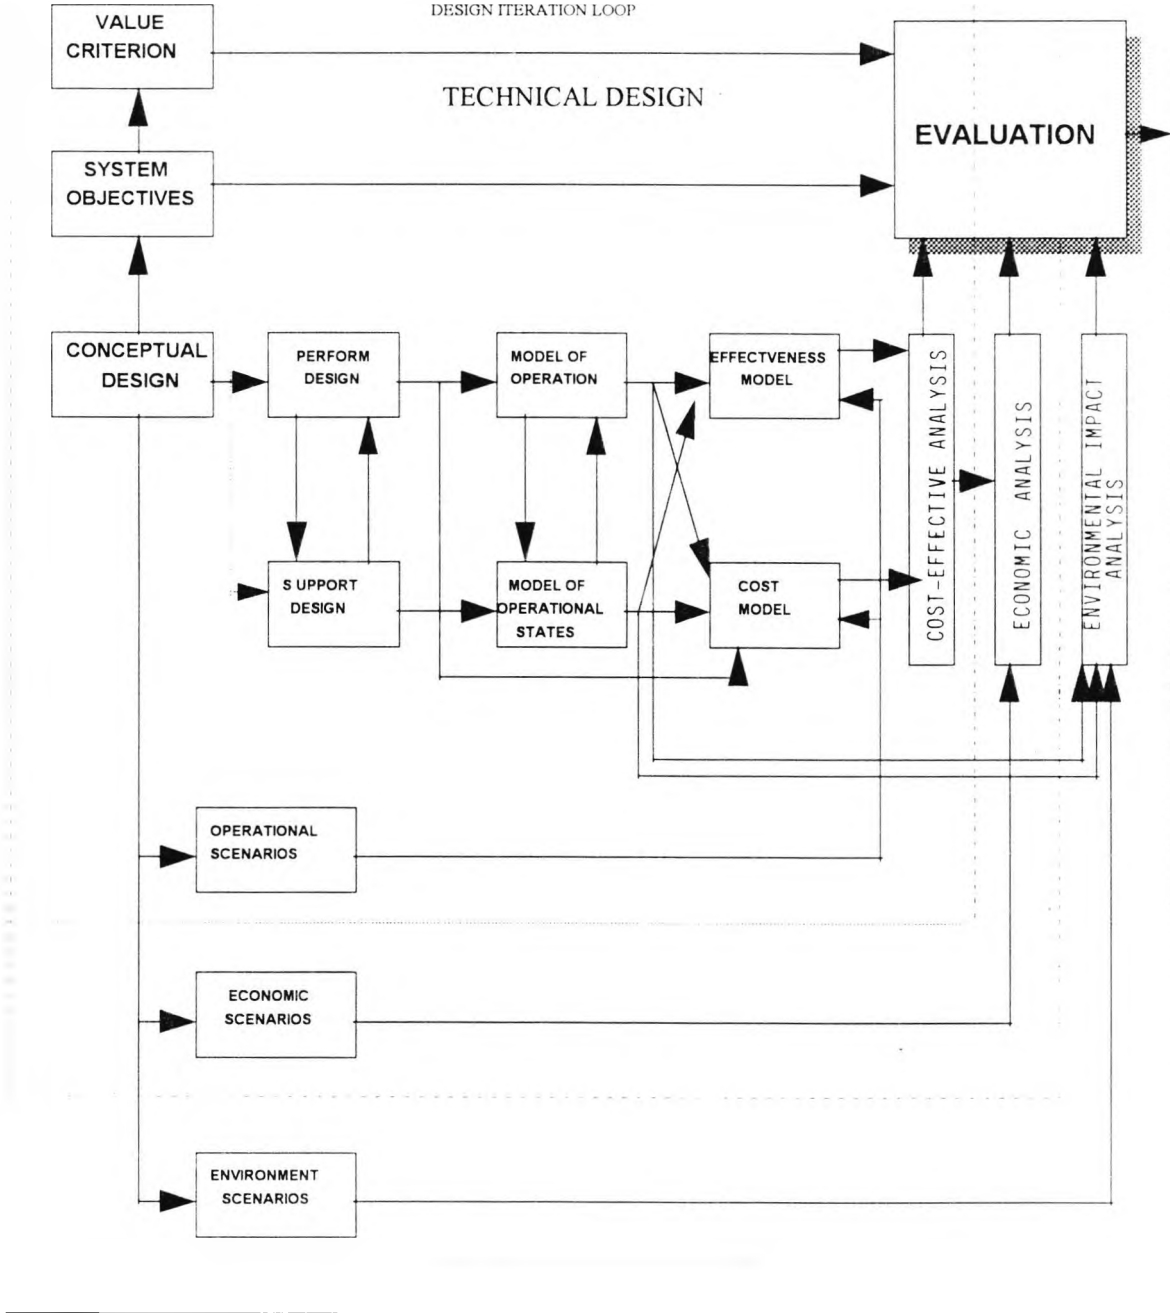 DESIGN ITERATION LOOP
VALUE
CRITERION
TECHNICAL DESIGN
EVALUATION
SYSTEM
OBJECTIVES
CONCEPTUAL
DESIGN
PERFORM
DESIGN
MODEL OF
OPERATION
EFFECTVENESS
MODEL
SUPPORT
DESIGN
MODEL OF
OPERATIONAL
STATES
COST
MODEL
COST-EFFECTIVE ANALYSIS
ECONOMIC ANALYSIS
ENVIRONMENTAL IMPACT
ANALYSIS
OPERATIONAL
SCENARIOS
ECONOMIC
SCENARIOS
ENVIRONMENT
SCENARIOS